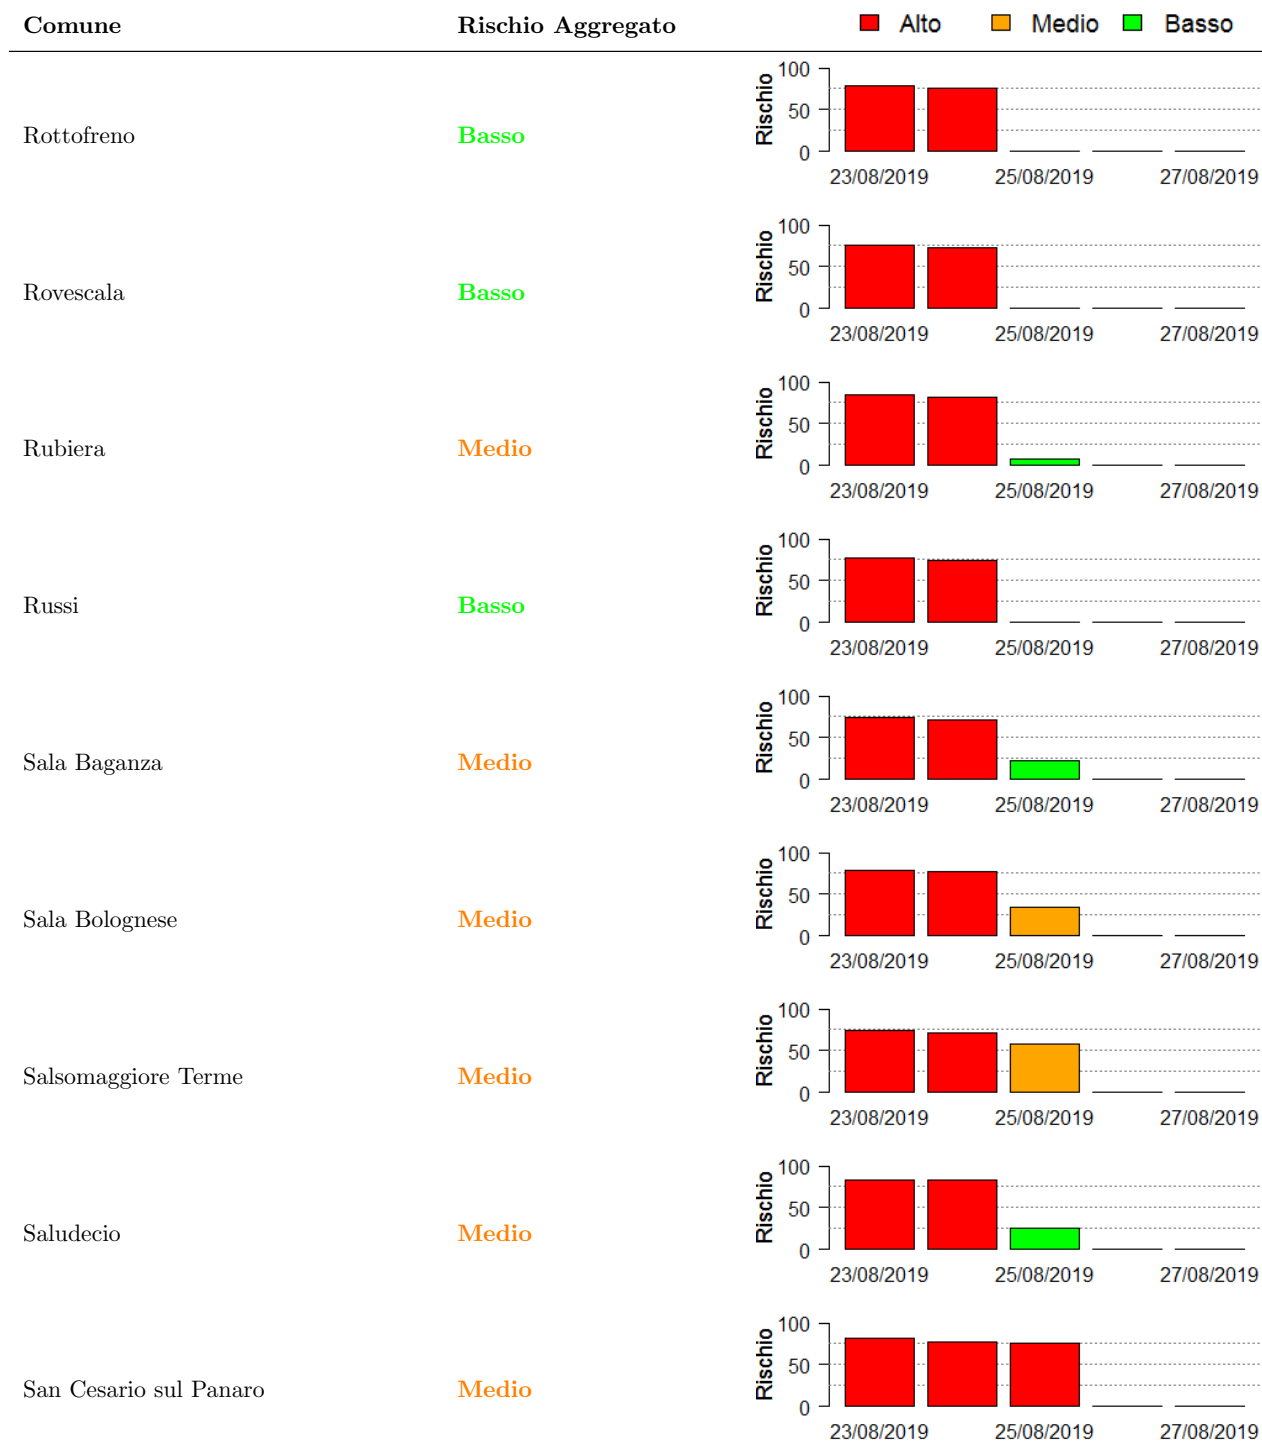 Comune Rischio Aggregato Alto Medio Basso
100
50
0
Rischio
Rottofreno Basso
23/08/2019 25/08/2019 27/08/2019
100
50
0
Rischio
Rovescala Basso
23/08/2019 25/08/2019 27/08/2019
100
50
0
Rischio
Rubiera Medio
23/08/2019 25/08/2019 27/08/2019
100
50
0
Rischio
Russi Basso
23/08/2019 25/08/2019 27/08/2019
100
50
0
Rischio
Sala Baganza Medio
23/08/2019 25/08/2019 27/08/2019
100
50
0
Rischio
Sala Bolognese Medio
23/08/2019 25/08/2019 27/08/2019
100
50
0
Rischio
Salsomaggiore Terme Medio
23/08/2019 25/08/2019 27/08/2019
100
50
0
Rischio
Saludecio Medio
23/08/2019 25/08/2019 27/08/2019
100
50
0
Rischio
San Cesario sul Panaro Medio
23/08/2019 25/08/2019 27/08/2019